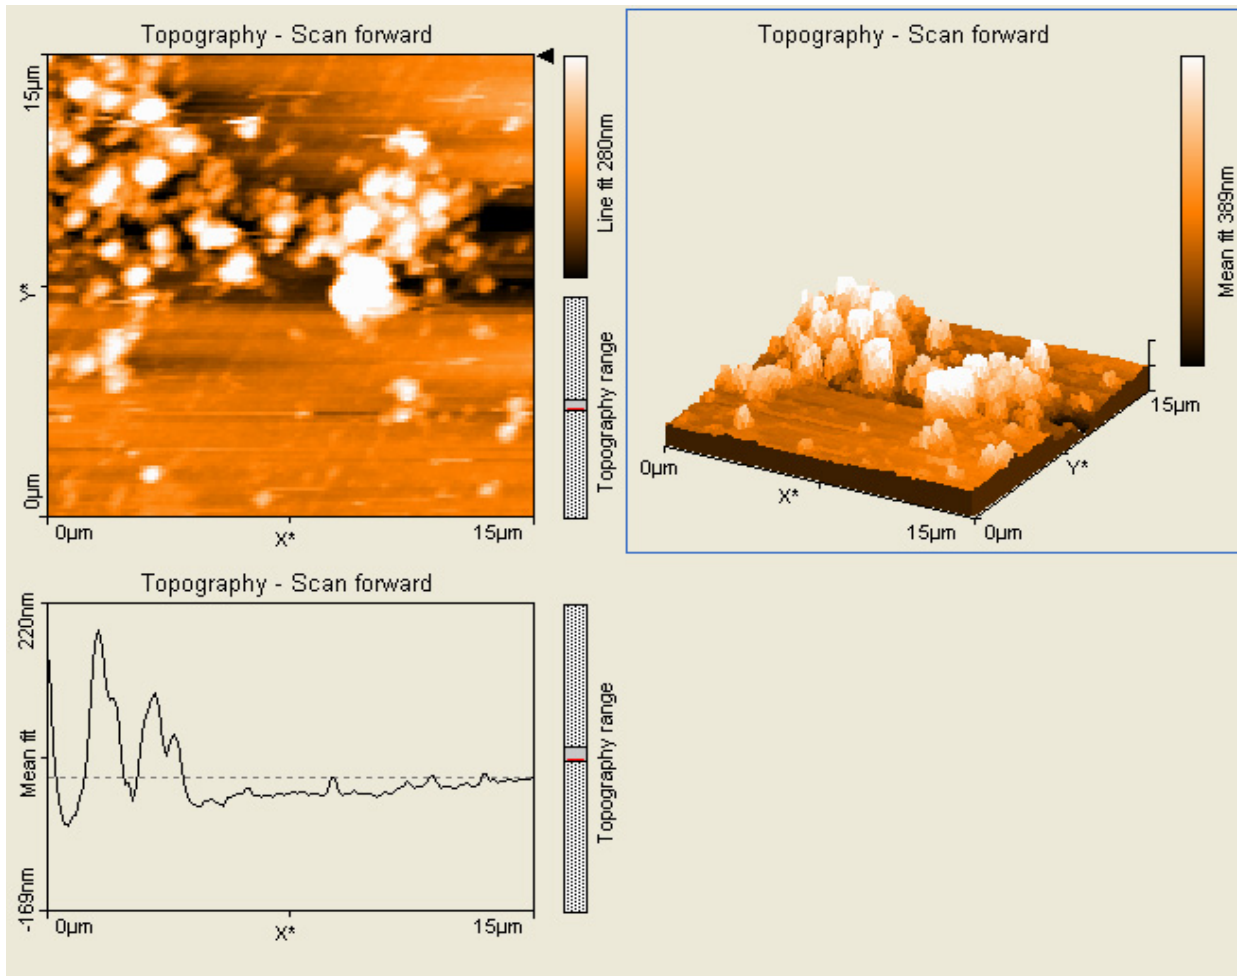 Topography - Scan forward
15µm
Y*
0µm
0µm
X*
15µm
Line fit 280nm
Topography range
Topography - Scan forward
Mean fit 389nm
15µm
Y*
0µm
X*
15µm
0µm
Topography - Scan forward
220nm
Mean fit
-169nm
0µm
X*
15µm
Topography range